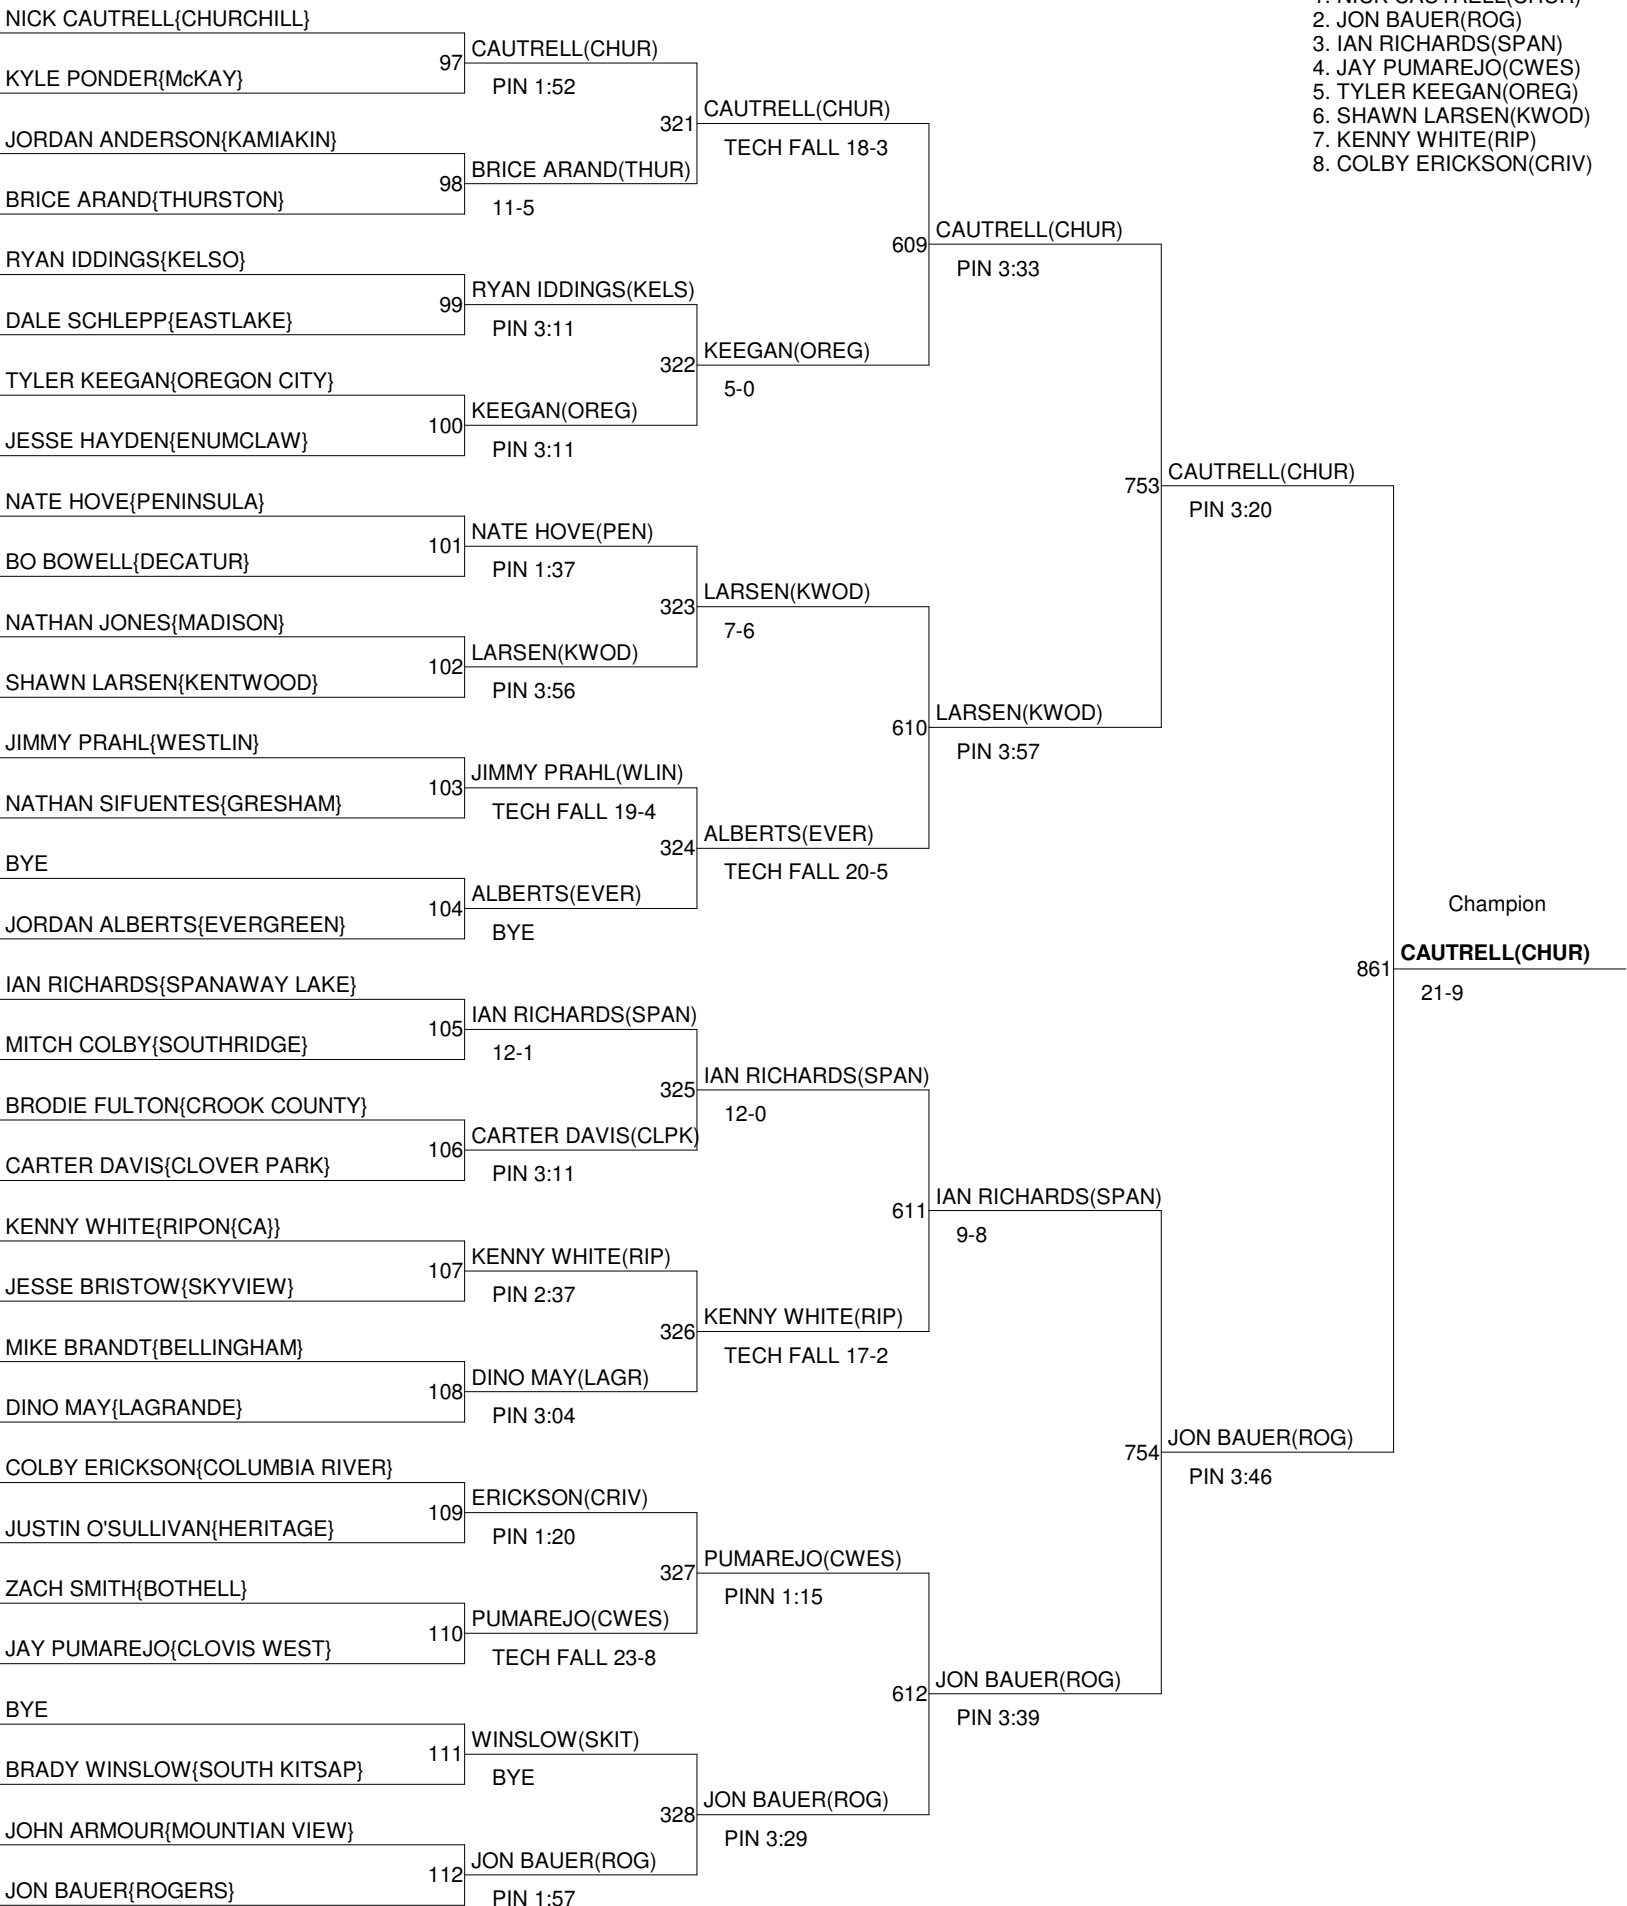 NICK CAUTRELL{CHURCHILL}
KYLE PONDER{McKAY}
JORDAN ANDERSON{KAMIAKIN}
BRICE ARAND{THURSTON}
RYAN IDDINGS{KELSO}
DALE SCHLEPP{EASTLAKE}
TYLER KEEGAN{OREGON CITY}
JESSE HAYDEN{ENUMCLAW}
NATE HOVE{PENINSULA}
BO BOWELL{DECATUR}
NATHAN JONES{MADISON}
SHAWN LARSEN{KENTWOOD}
JIMMY PRAHL{WESTLIN}
NATHAN SIFUENTES{GRESHAM}
BYE
JORDAN ALBERTS{EVERGREEN}
IAN RICHARDS{SPANAWAY LAKE}
MITCH COLBY{SOUTHRIDGE}
BRODIE FULTON{CROOK COUNTY}
CARTER DAVIS{CLOVER PARK}
KENNY WHITE{RIPON{CA}}
JESSE BRISTOW{SKYVIEW}
MIKE BRANDT{BELLINGHAM}
DINO MAY{LAGRANDE}
COLBY ERICKSON{COLUMBIA RIVER}
JUSTIN O'SULLIVAN{HERITAGE}
ZACH SMITH{BOTHELL}
JAY PUMAREJO{CLOVIS WEST}
BYE
BRADY WINSLOW{SOUTH KITSAP}
JOHN ARMOUR{MOUNTIAN VIEW}
JON BAUER{ROGERS}
97 CAUTRELL(CHUR)
PIN 1:52
98 BRICE ARAND(THUR)
11-5
99 RYAN IDDINGS(KELS)
PIN 3:11
100 KEEGAN(OREG)
PIN 3:11
101 NATE HOVE(PEN)
PIN 1:37
102 LARSEN(KWOD)
PIN 3:56
103 JIMMY PRAHL(WLIN)
TECH FALL 19-4
104 ALBERTS(EVER)
BYE
105 IAN RICHARDS(SPAN)
12-1
106 CARTER DAVIS(CLPK)
PIN 3:11
107 KENNY WHITE(RIP)
PIN 2:37
108 DINO MAY(LAGR)
PIN 3:04
109 ERICKSON(CRIV)
PIN 1:20
110 PUMAREJO(CWES)
TECH FALL 23-8
111 WINSLOW(SKIT)
BYE
112 JON BAUER(ROG)
PIN 1:57
321 CAUTRELL(CHUR)
TECH FALL 18-3
322 KEEGAN(OREG)
5-0
323 LARSEN(KWOD)
7-6
324 ALBERTS(EVER)
TECH FALL 20-5
325 IAN RICHARDS(SPAN)
12-0
326 KENNY WHITE(RIP)
TECH FALL 17-2
327 PUMAREJO(CWES)
PINN 1:15
328 JON BAUER(ROG)
PIN 3:29
609 CAUTRELL(CHUR)
PIN 3:33
610 LARSEN(KWOD)
PIN 3:57
611 IAN RICHARDS(SPAN)
9-8
612 JON BAUER(ROG)
PIN 3:39
753 CAUTRELL(CHUR)
PIN 3:20
754 JON BAUER(ROG)
PIN 3:46
Champion
861 CAUTRELL(CHUR)
21-9
1. NICK CAUTRELL(CHUR)
2. JON BAUER(ROG)
3. IAN RICHARDS(SPAN)
4. JAY PUMAREJO(CWES)
5. TYLER KEEGAN(OREG)
6. SHAWN LARSEN(KWOD)
7. KENNY WHITE(RIP)
8. COLBY ERICKSON(CRIV)